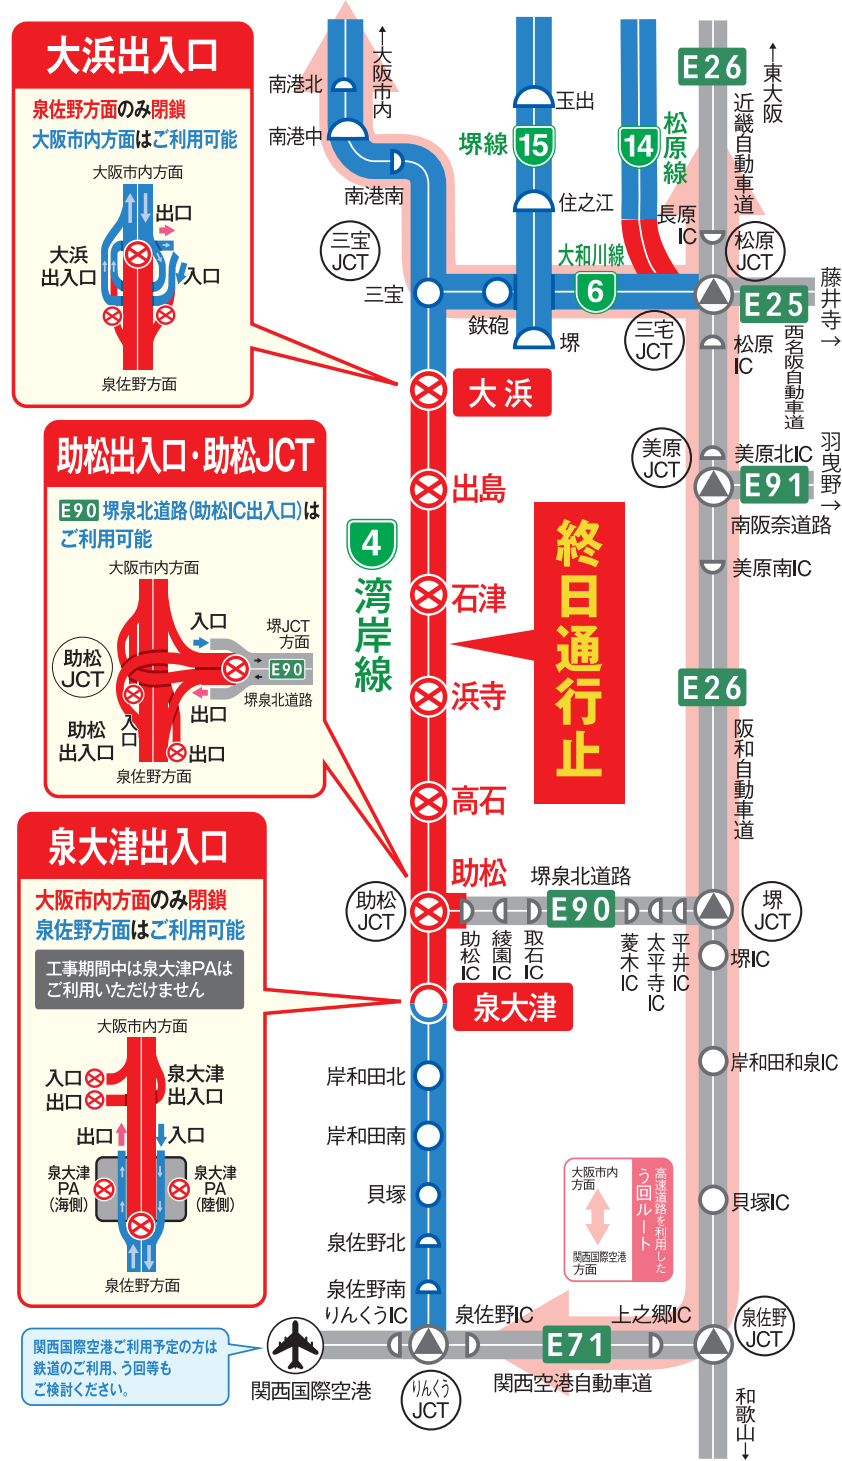 大浜出入口
泉佐野方面のみ閉鎖
大阪市内方面はご利用可能
大阪市内方面
出口
大浜
出入口
入口
泉佐野方面
助松出入口・助松JCT
E90 堺泉北道路(助松IC出入口)は
ご利用可能
大阪市内方面
入口
堺JCT
方面
助松
JCT
E90
堺泉北道路
出口
入口
助松
出入口
出口
泉佐野方面
泉大津出入口
大阪市内方面のみ閉鎖
泉佐野方面はご利用可能
工事期間中は泉大津PAは
ご利用いただけません
大阪市内方面
入口
出口
泉大津
出入口
出口
入口
泉大津
PA
(海側)
泉大津
PA
(陸側)
泉佐野方面
関西国際空港ご利用予定の方は
鉄道のご利用、う回等も
ご検討ください。
←大阪市内
南港北
南港中
南港南
三宝
JCT
三宝
鉄砲
堺線
15
玉出
住之江
堺
14
松原線
大和川線
6
三宅
JCT
E26
近畿自動車道
←東大阪
長原
IC
松原
JCT
E25
西名阪自動車道
藤井寺→
松原
IC
美原
JCT
美原北IC
E91
羽曳野→
南阪奈道路
美原南IC
E26
阪和自動車道
4
湾岸線
大浜
出島
石津
浜寺
高石
助松
終日通行止
助松
JCT
堺泉北道路
E90
助松IC
綾園IC
取石IC
菱木IC
太平寺IC
平井IC
堺
JCT
堺IC
泉大津
岸和田北
岸和田南
貝塚
泉佐野北
泉佐野南
りんくうIC
岸和田和泉IC
貝塚IC
高速道路を利用した
う回ルート
大阪市内
方面
関西国際空港
方面
泉佐野IC
上之郷IC
泉佐野
JCT
E71
関西空港自動車道
関西国際空港
りんくう
JCT
和歌山→